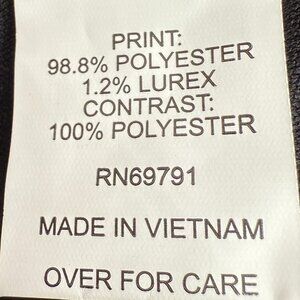 PRINT:
98.8% POLYESTER
1.2% LUREX
CONTRAST:
100% POLYESTER
RN69791
MADE IN VIETNAM
OVER FOR CARE